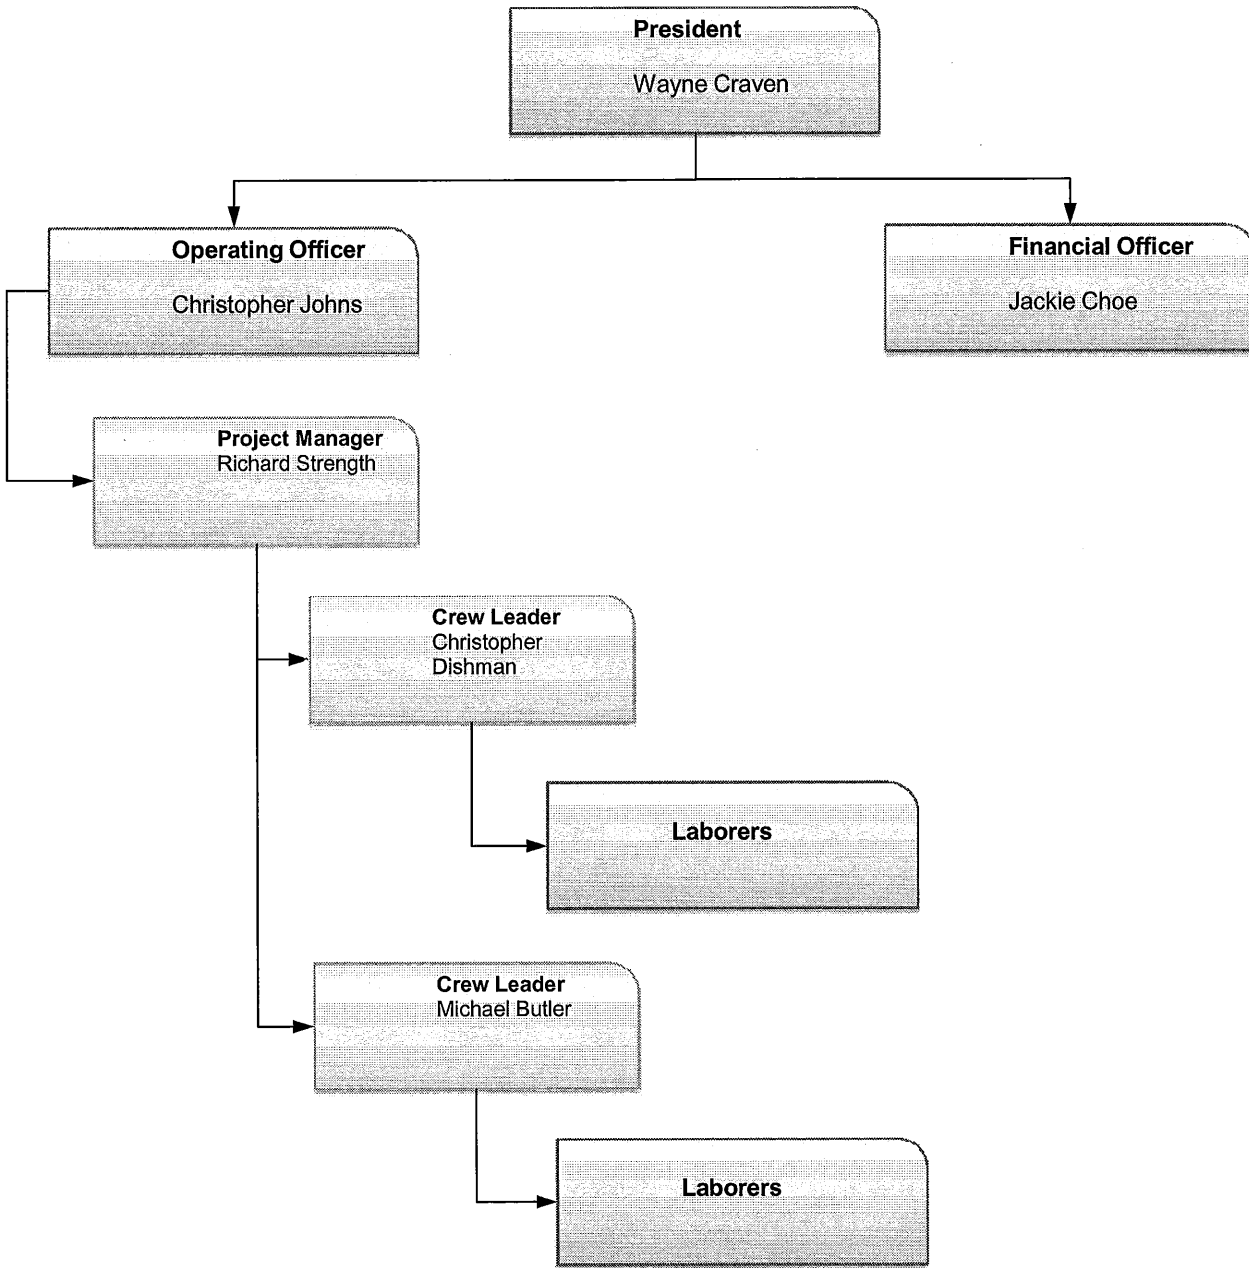 President
Wayne Craven
Operating Officer
Christopher Johns
Financial Officer
Jackie Choe
Project Manager
Richard Strength
Crew Leader
Christopher
Dishman
Laborers
Crew Leader
Michael Butler
Laborers